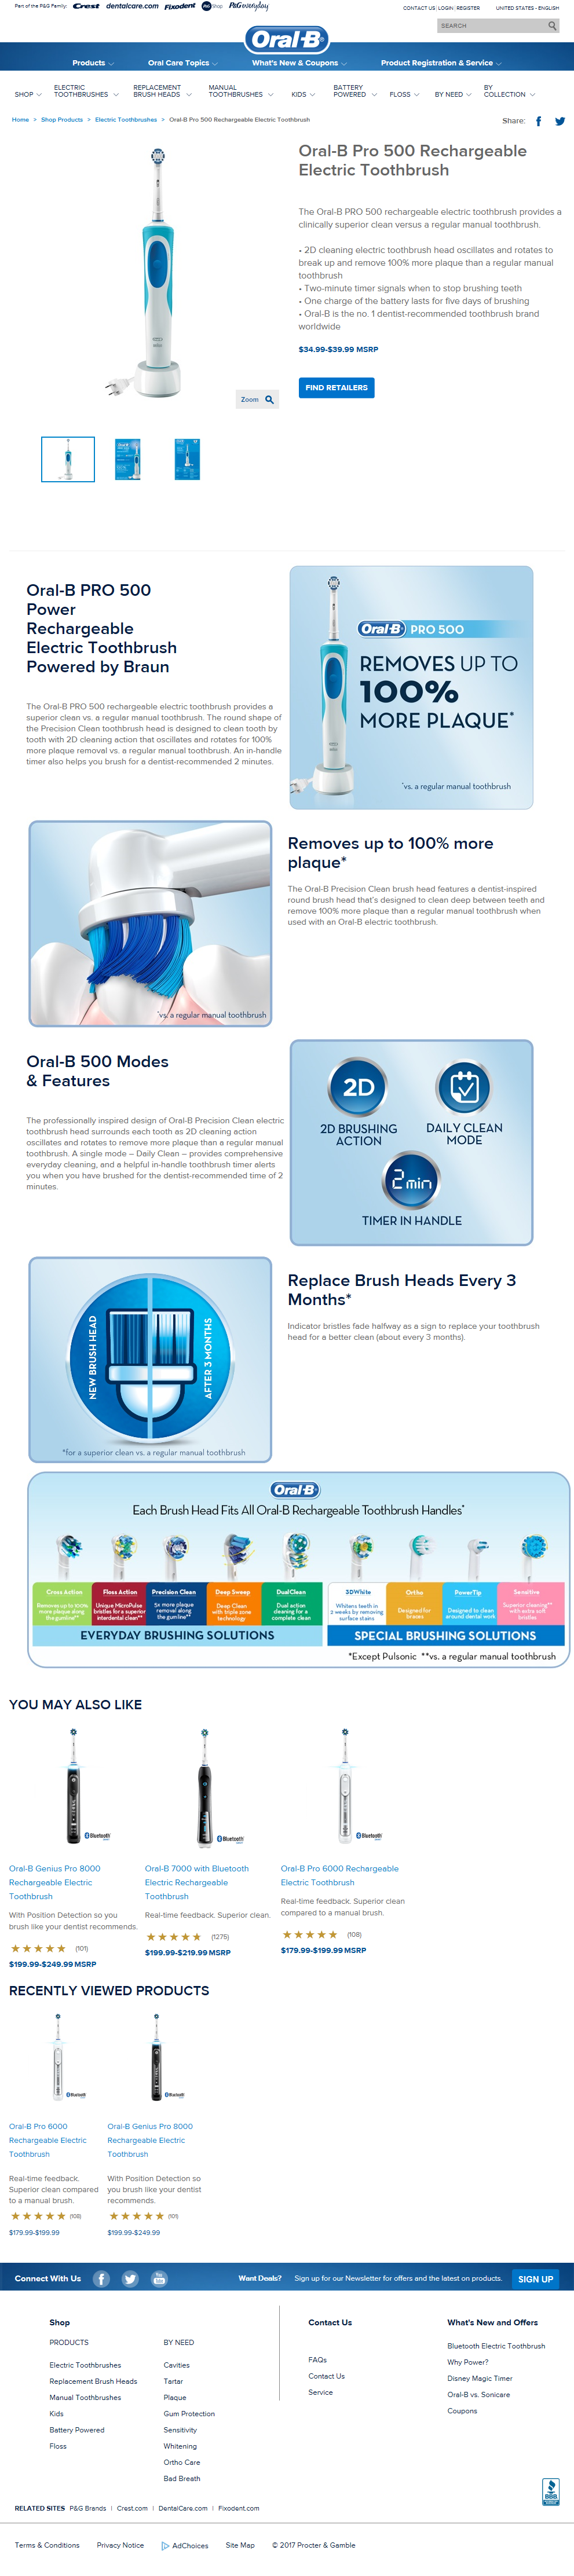 Part of the P&G Family: Crest dentalcare.com Fixodent P&G Shop P&G everyday
CONTACT US | LOGIN | REGISTER UNITED STATES - ENGLISH
SEARCH
Oral-B
Products Oral Care Topics What's New & Coupons Product Registration & Service
SHOP
ELECTRIC
TOOTHBRUSHES
REPLACEMENT
BRUSH HEADS
MANUAL
TOOTHBRUSHES
KIDS
BATTERY
POWERED
FLOSS
BY NEED
BY
COLLECTION
Home > Shop Products > Electric Toothbrushes > Oral-B Pro 500 Rechargeable Electric Toothbrush
Share:
Oral-B Pro 500 Rechargeable
Electric Toothbrush
The Oral-B PRO 500 rechargeable electric toothbrush provides a
clinically superior clean versus a regular manual toothbrush.
• 2D cleaning electric toothbrush head oscillates and rotates to
break up and remove 100% more plaque than a regular manual
toothbrush
• Two-minute timer signals when to stop brushing teeth
• One charge of the battery lasts for five days of brushing
• Oral-B is the no. 1 dentist-recommended toothbrush brand
worldwide
$34.99-$39.99 MSRP
FIND RETAILERS
Zoom
Oral-B PRO 500
Power
Rechargeable
Electric Toothbrush
Powered by Braun
The Oral-B PRO 500 rechargeable electric toothbrush provides a
superior clean vs. a regular manual toothbrush. The round shape of
the Precision Clean toothbrush head is designed to clean tooth by
tooth with 2D cleaning action that oscillates and rotates for 100%
more plaque removal vs. a regular manual toothbrush. An in-handle
timer also helps you brush for a dentist-recommended 2 minutes.
Oral-B PRO 500
REMOVES UP TO
100%
MORE PLAQUE*
*vs. a regular manual toothbrush
*vs. a regular manual toothbrush
Removes up to 100% more
plaque*
The Oral-B Precision Clean brush head features a dentist-inspired
round brush head that's designed to clean deep between teeth and
remove 100% more plaque than a regular manual toothbrush when
used with an Oral-B electric toothbrush.
Oral-B 500 Modes
& Features
The professionally inspired design of Oral-B Precision Clean electric
toothbrush head surrounds each tooth as 2D cleaning action
oscillates and rotates to remove more plaque than a regular manual
toothbrush. A single mode – Daily Clean – provides comprehensive
everyday cleaning, and a helpful in-handle toothbrush timer alerts
you when you have brushed for the dentist-recommended time of 2
minutes.
2D
2D BRUSHING
ACTION
DAILY CLEAN
MODE
2 min
TIMER IN HANDLE
NEW BRUSH HEAD
AFTER 3 MONTHS
*for a superior clean vs. a regular manual toothbrush
Replace Brush Heads Every 3
Months*
Indicator bristles fade halfway as a sign to replace your toothbrush
head for a better clean (about every 3 months).
Oral-B
Each Brush Head Fits All Oral-B Rechargeable Toothbrush Handles*
Cross Action
Removes up to 100%
more plaque along
the gumline**
Floss Action
Unique MicroPulse
bristles for a superior
interdental clean**
Precision Clean
5x more plaque
removal along
the gumline**
Deep Sweep
Deep Clean
with triple zone
technology
DualClean
Dual action
cleaning for a
complete clean
3DWhite
Whitens teeth in
2 weeks by removing
surface stains
Ortho
Designed for
braces
PowerTip
Designed to clean
around dental work
Sensitive
Superior cleaning**
with extra soft
bristles
EVERYDAY BRUSHING SOLUTIONS
SPECIAL BRUSHING SOLUTIONS
*Except Pulsonic **vs. a regular manual toothbrush
YOU MAY ALSO LIKE
Bluetooth
Bluetooth
Bluetooth
Oral-B Genius Pro 8000
Rechargeable Electric
Toothbrush
With Position Detection so you
brush like your dentist recommends.
(101)
$199.99-$249.99 MSRP
Oral-B 7000 with Bluetooth
Electric Rechargeable
Toothbrush
Real-time feedback. Superior clean.
(1275)
$199.99-$219.99 MSRP
Oral-B Pro 6000 Rechargeable
Electric Toothbrush
Real-time feedback. Superior clean
compared to a manual brush.
(108)
$179.99-$199.99 MSRP
RECENTLY VIEWED PRODUCTS
Bluetooth
Bluetooth
Oral-B Pro 6000
Rechargeable Electric
Toothbrush
Real-time feedback.
Superior clean compared
to a manual brush.
(108)
$179.99-$199.99
Oral-B Genius Pro 8000
Rechargeable Electric
Toothbrush
With Position Detection so
you brush like your dentist
recommends.
(101)
$199.99-$249.99
Connect With Us
Want Deals? Sign up for our Newsletter for offers and the latest on products. SIGN UP
Shop
PRODUCTS
Electric Toothbrushes
Replacement Brush Heads
Manual Toothbrushes
Kids
Battery Powered
Floss
BY NEED
Cavities
Tartar
Plaque
Gum Protection
Sensitivity
Whitening
Ortho Care
Bad Breath
Contact Us
FAQs
Contact Us
Service
What's New and Offers
Bluetooth Electric Toothbrush
Why Power?
Disney Magic Timer
Oral-B vs. Sonicare
Coupons
BBB
RELATED SITES P&G Brands | Crest.com | DentalCare.com | Fixodent.com
Terms & Conditions Privacy Notice AdChoices Site Map © 2017 Procter & Gamble